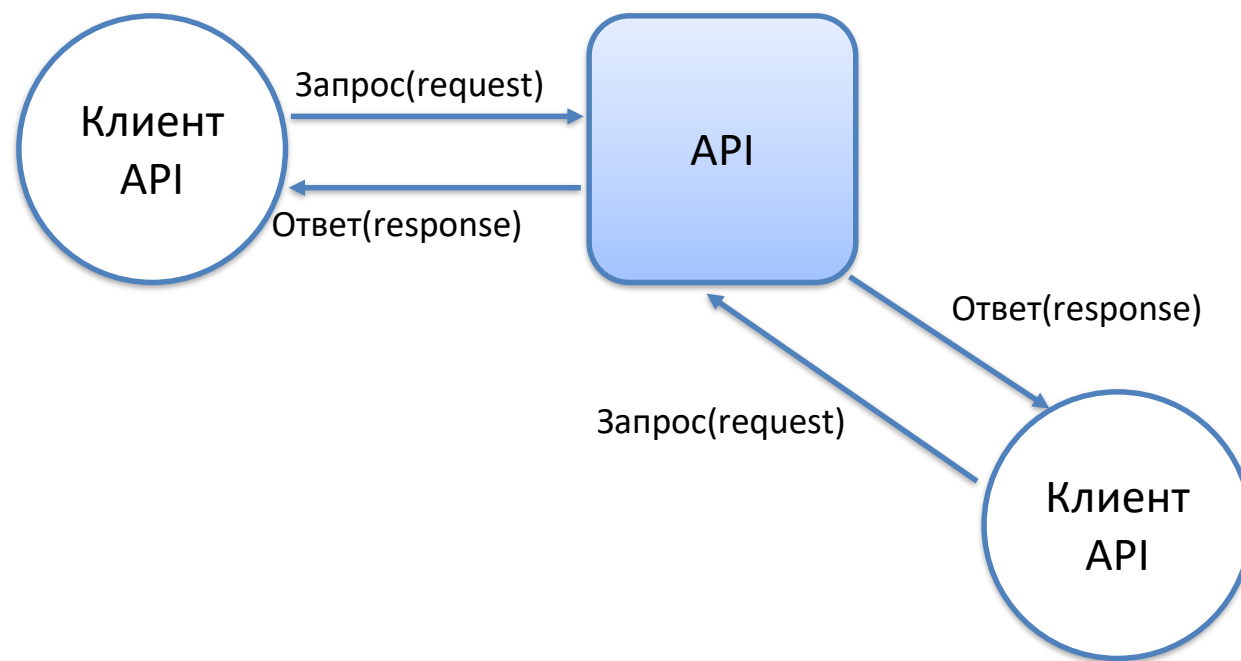 Запрос(request)
Клиент
API
API
Ответ(response)
Ответ(response)
Запрос(request)
Клиент
API